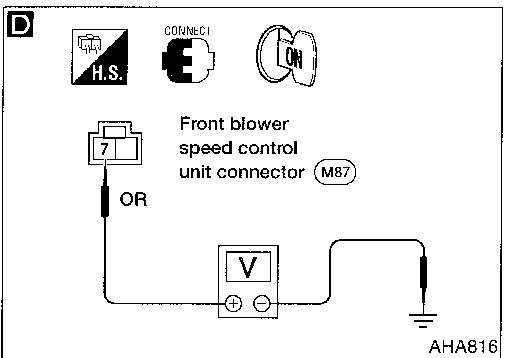 D
CONNECT
H.S.
ON
Front blower
speed control
unit connector M87
7
OR
V
+ −
AHA816